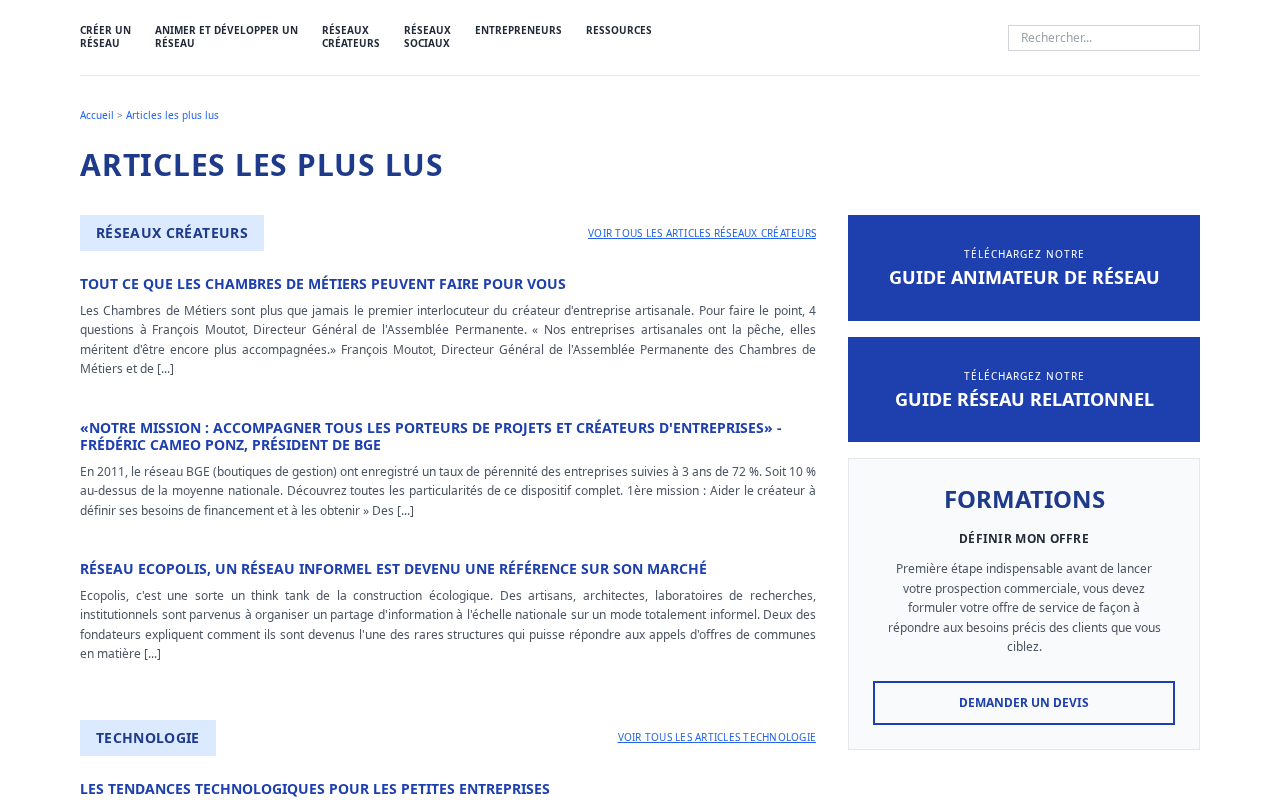 CRÉER UN
RÉSEAU
ANIMER ET DÉVELOPPER UN
RÉSEAU
RÉSEAUX
CRÉATEURS
RÉSEAUX
SOCIAUX
ENTREPRENEURS
RESSOURCES
Rechercher...
Accueil > Articles les plus lus
ARTICLES LES PLUS LUS
RÉSEAUX CRÉATEURS
VOIR TOUS LES ARTICLES RÉSEAUX CRÉATEURS
TOUT CE QUE LES CHAMBRES DE MÉTIERS PEUVENT FAIRE POUR VOUS
Les Chambres de Métiers sont plus que jamais le premier interlocuteur du créateur d'entreprise artisanale. Pour faire le point, 4
questions à François Moutot, Directeur Général de l'Assemblée Permanente. « Nos entreprises artisanales ont la pêche, elles
méritent d'être encore plus accompagnées.» François Moutot, Directeur Général de l'Assemblée Permanente des Chambres de
Métiers et de [...]
«NOTRE MISSION : ACCOMPAGNER TOUS LES PORTEURS DE PROJETS ET CRÉATEURS D'ENTREPRISES» -
FRÉDÉRIC CAMEO PONZ, PRÉSIDENT DE BGE
En 2011, le réseau BGE (boutiques de gestion) ont enregistré un taux de pérennité des entreprises suivies à 3 ans de 72 %. Soit 10 %
au-dessus de la moyenne nationale. Découvrez toutes les particularités de ce dispositif complet. 1ère mission : Aider le créateur à
définir ses besoins de financement et à les obtenir » Des [...]
RÉSEAU ECOPOLIS, UN RÉSEAU INFORMEL EST DEVENU UNE RÉFÉRENCE SUR SON MARCHÉ
Ecopolis, c'est une sorte un think tank de la construction écologique. Des artisans, architectes, laboratoires de recherches,
institutionnels sont parvenus à organiser un partage d'information à l'échelle nationale sur un mode totalement informel. Deux des
fondateurs expliquent comment ils sont devenus l'une des rares structures qui puisse répondre aux appels d'offres de communes
en matière [...]
TECHNOLOGIE
VOIR TOUS LES ARTICLES TECHNOLOGIE
LES TENDANCES TECHNOLOGIQUES POUR LES PETITES ENTREPRISES
TÉLÉCHARGEZ NOTRE
GUIDE ANIMATEUR DE RÉSEAU
TÉLÉCHARGEZ NOTRE
GUIDE RÉSEAU RELATIONNEL
FORMATIONS
DÉFINIR MON OFFRE
Première étape indispensable avant de lancer
votre prospection commerciale, vous devez
formuler votre offre de service de façon à
répondre aux besoins précis des clients que vous
ciblez.
DEMANDER UN DEVIS